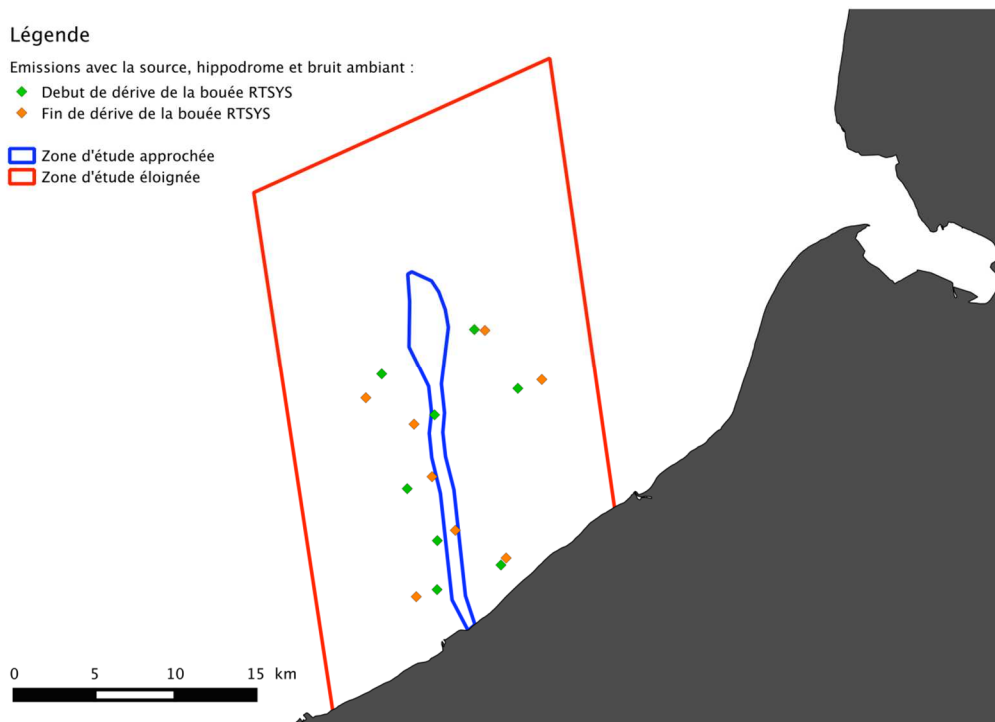 Légende
Emissions avec la source, hippodrome et bruit ambiant :
Debut de dérive de la bouée RTSYS
Fin de dérive de la bouée RTSYS
Zone d'étude approchée
Zone d'étude éloignée
0 5 10 15 km